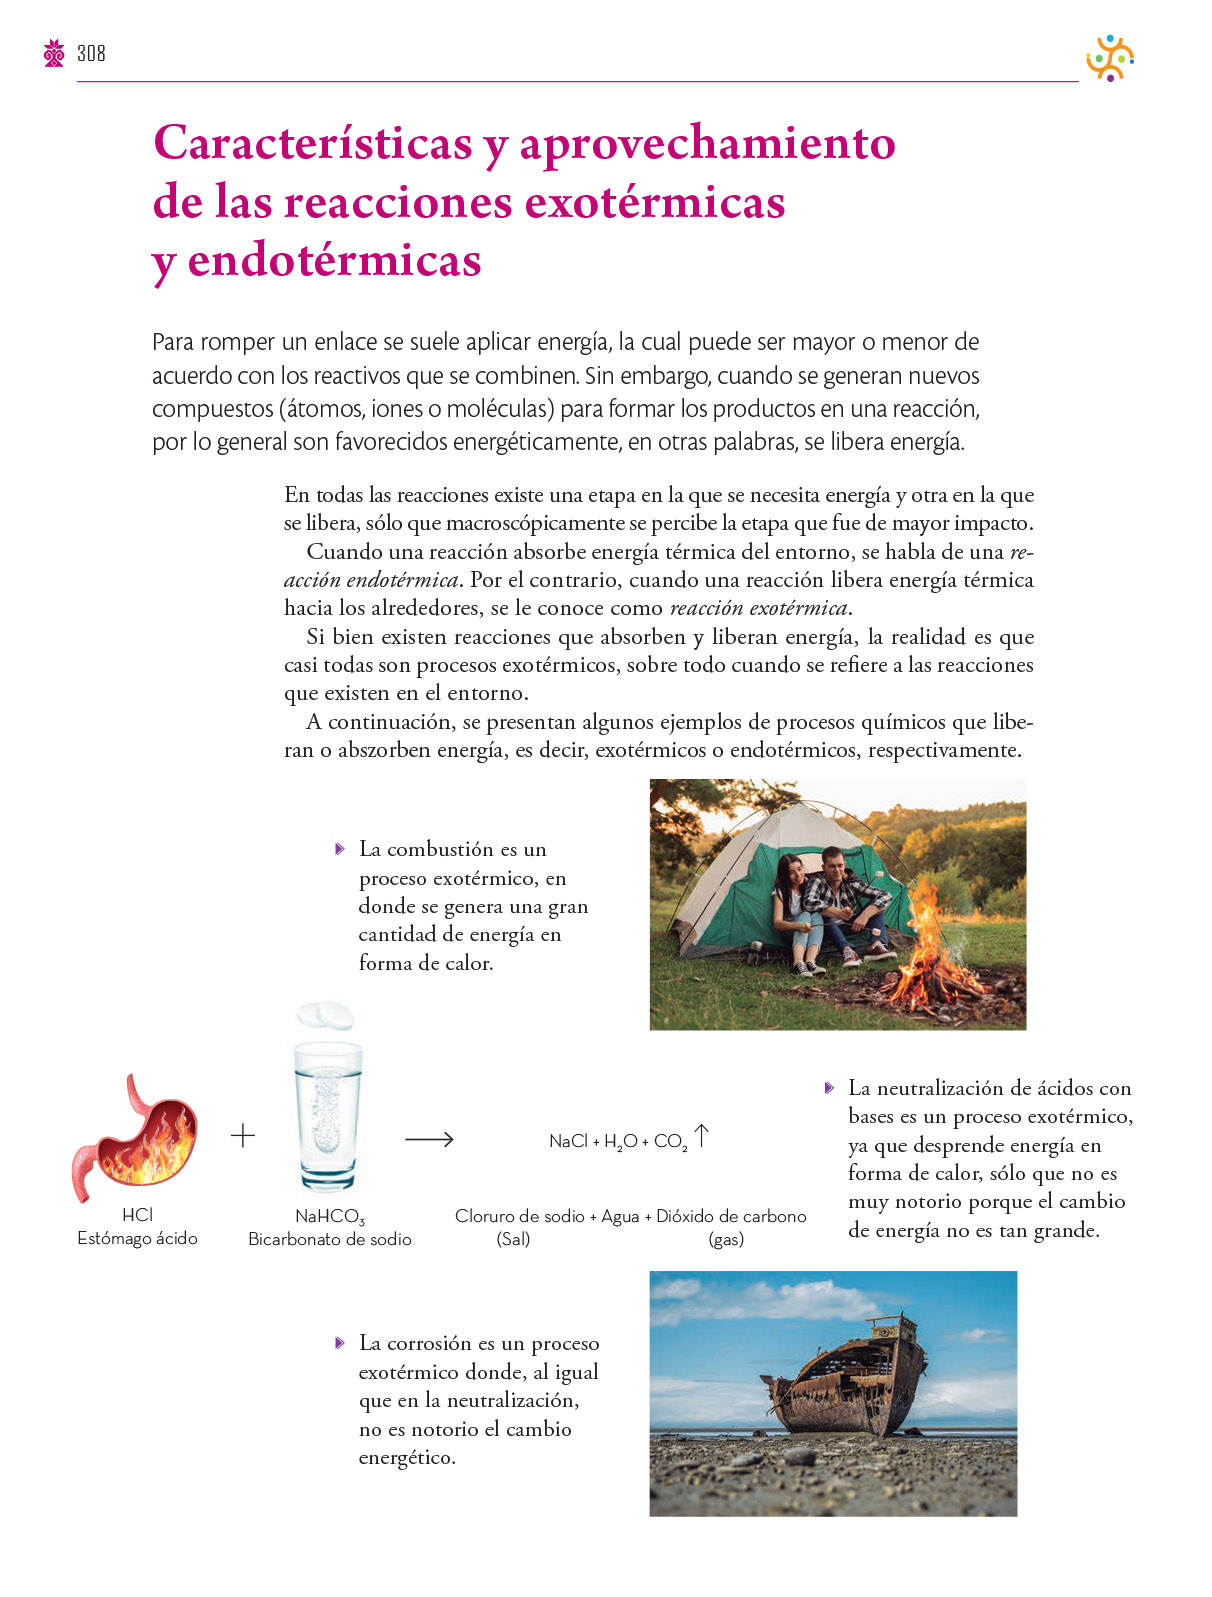 308
Características y aprovechamiento
de las reacciones exotérmicas
y endotérmicas
Para romper un enlace se suele aplicar energía, la cual puede ser mayor o menor de
acuerdo con los reactivos que se combinen. Sin embargo, cuando se generan nuevos
compuestos (átomos, iones o moléculas) para formar los productos en una reacción,
por lo general son favorecidos energéticamente, en otras palabras, se libera energía.
En todas las reacciones existe una etapa en la que se necesita energía y otra en la que
se libera, sólo que macroscópicamente se percibe la etapa que fue de mayor impacto.
Cuando una reacción absorbe energía térmica del entorno, se habla de una re-
acción endotérmica. Por el contrario, cuando una reacción libera energía térmica
hacia los alrededores, se le conoce como reacción exotérmica.
Si bien existen reacciones que absorben y liberan energía, la realidad es que
casi todas son procesos exotérmicos, sobre todo cuando se refiere a las reacciones
que existen en el entorno.
A continuación, se presentan algunos ejemplos de procesos químicos que libe-
ran o abszorben energía, es decir, exotérmicos o endotérmicos, respectivamente.
La combustión es un
proceso exotérmico, en
donde se genera una gran
cantidad de energía en
forma de calor.
+ → NaCl + H₂O + CO₂ ↑
HCl
Estómago ácido
NaHCO₃
Bicarbonato de sodio
Cloruro de sodio + Agua + Dióxido de carbono
(Sal) (gas)
La neutralización de ácidos con
bases es un proceso exotérmico,
ya que desprende energía en
forma de calor, sólo que no es
muy notorio porque el cambio
de energía no es tan grande.
La corrosión es un proceso
exotérmico donde, al igual
que en la neutralización,
no es notorio el cambio
energético.